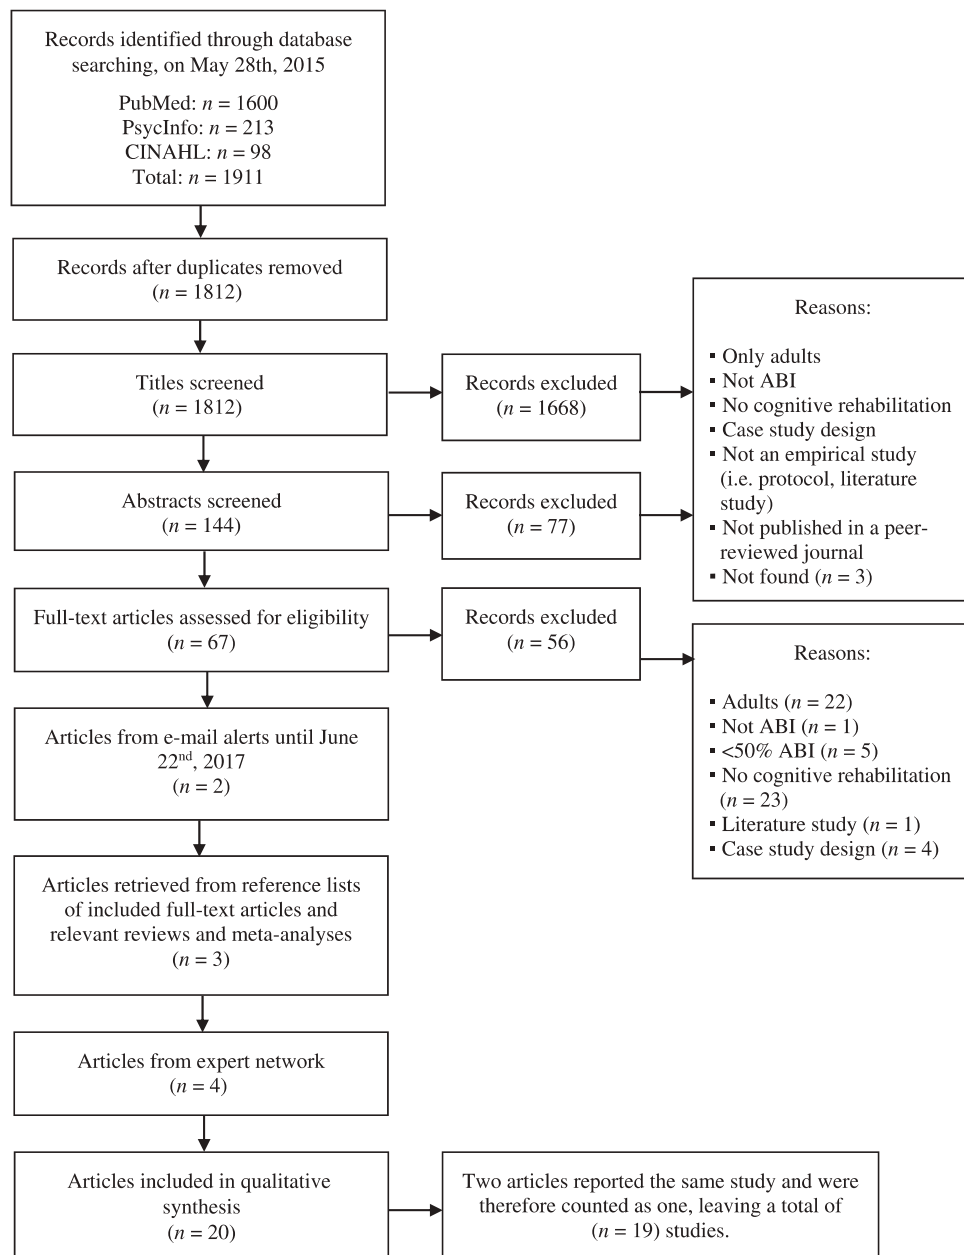 Records identified through database
searching, on May 28th, 2015
PubMed: n = 1600
PsycInfo: n = 213
CINAHL: n = 98
Total: n = 1911
Records after duplicates removed
(n = 1812)
Titles screened
(n = 1812)
Records excluded
(n = 1668)
Reasons:
▪ Only adults
▪ Not ABI
▪ No cognitive rehabilitation
▪ Case study design
▪ Not an empirical study
(i.e. protocol, literature
study)
▪ Not published in a peer-
reviewed journal
▪ Not found (n = 3)
Abstracts screened
(n = 144)
Records excluded
(n = 77)
Full-text articles assessed for eligibility
(n = 67)
Records excluded
(n = 56)
Reasons:
▪ Adults (n = 22)
▪ Not ABI (n = 1)
▪ <50% ABI (n = 5)
▪ No cognitive rehabilitation
(n = 23)
▪ Literature study (n = 1)
▪ Case study design (n = 4)
Articles from e-mail alerts until June
22nd, 2017
(n = 2)
Articles retrieved from reference lists
of included full-text articles and
relevant reviews and meta-analyses
(n = 3)
Articles from expert network
(n = 4)
Articles included in qualitative
synthesis
(n = 20)
Two articles reported the same study and were
therefore counted as one, leaving a total of
(n = 19) studies.